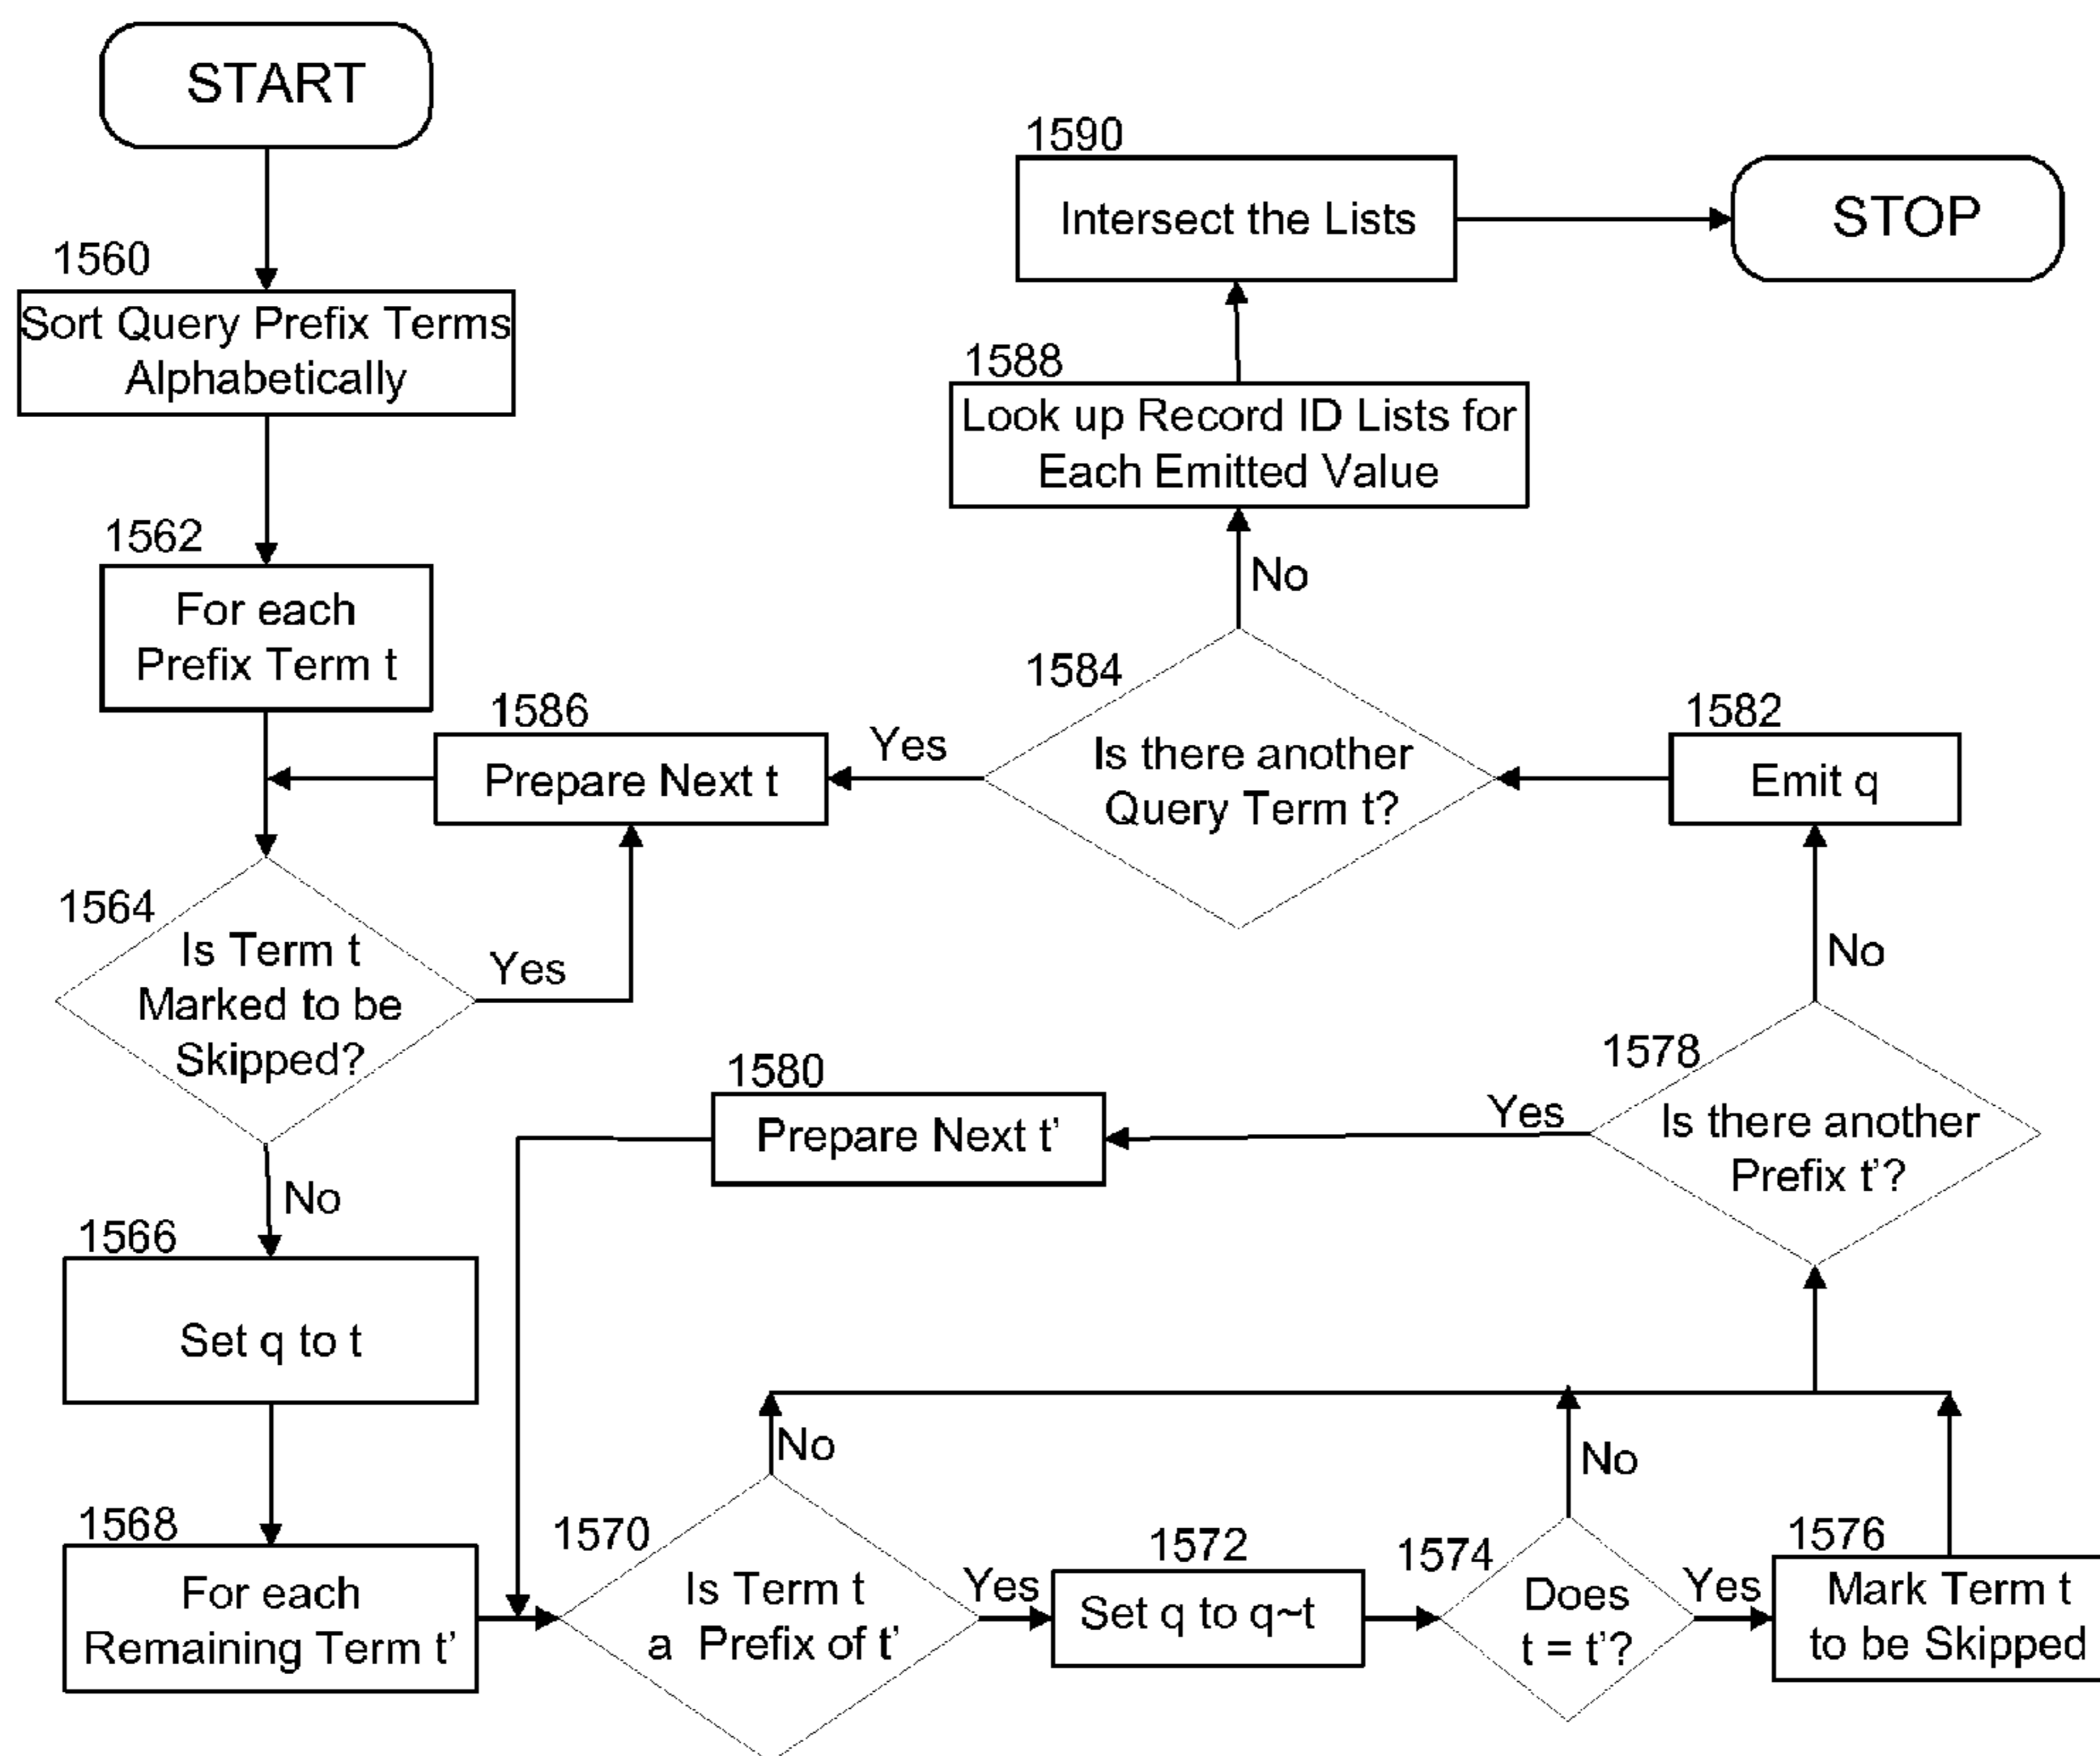 START
1560
Sort Query Prefix Terms
Alphabetically
1562
For each
Prefix Term t
1564
Is Term t
Marked to be
Skipped?
Yes
No
1566
Set q to t
1568
For each
Remaining Term t'
1570
Is Term t
a Prefix of t'
No
Yes
1572
Set q to q~t
1574
Does
t = t'?
No
Yes
1576
Mark Term t
to be Skipped
1578
Is there another
Prefix t'?
Yes
No
1580
Prepare Next t'
1582
Emit q
1584
Is there another
Query Term t?
Yes
No
1586
Prepare Next t
1588
Look up Record ID Lists for
Each Emitted Value
1590
Intersect the Lists
STOP